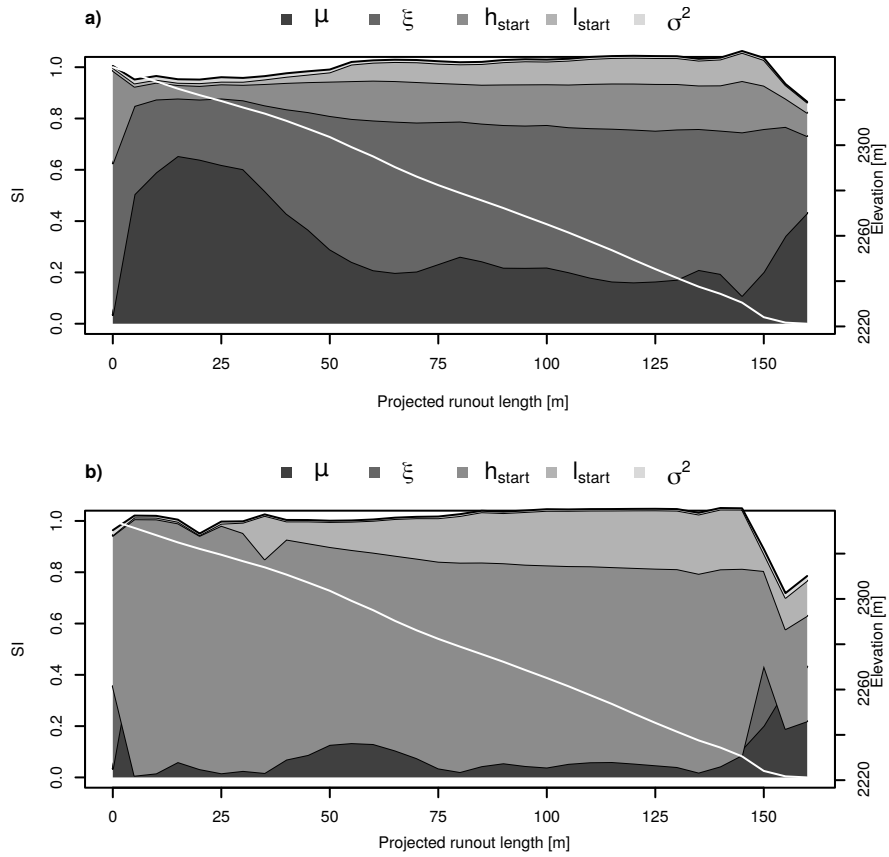 a)
μ ξ h_start l_start σ²
1.0
0.8
0.6
0.4
0.2
0.0
SI
2300
2260
2220
Elevation [m]
0 25 50 75 100 125 150
Projected runout length [m]
b)
μ ξ h_start l_start σ²
1.0
0.8
0.6
0.4
0.2
0.0
SI
2300
2260
2220
Elevation [m]
0 25 50 75 100 125 150
Projected runout length [m]